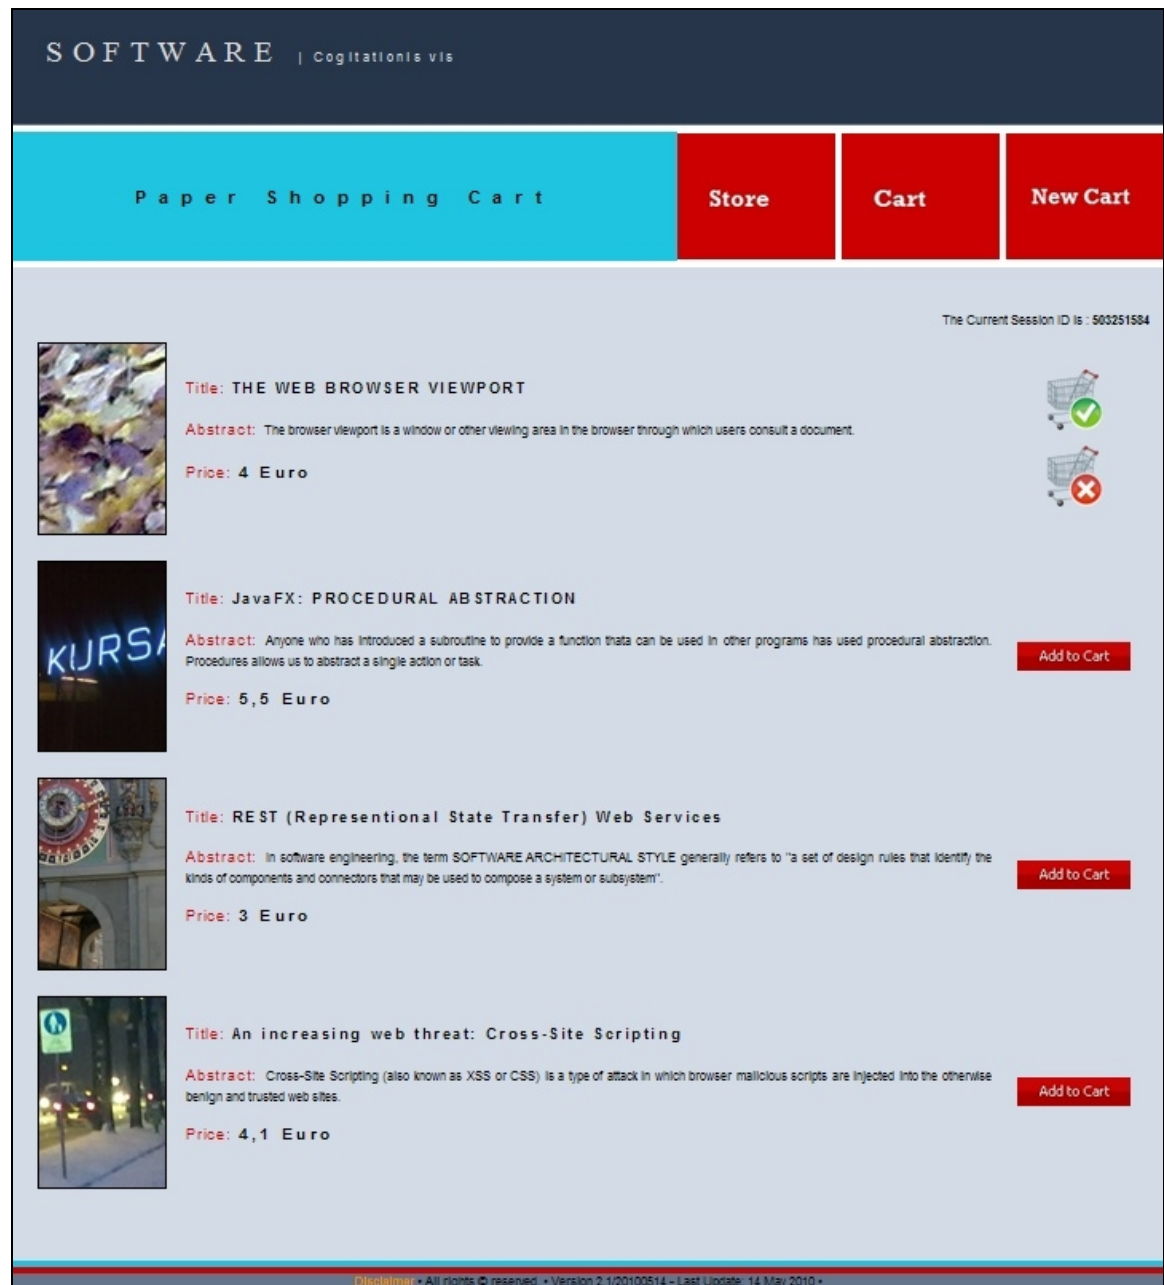 SOFTWARE | Cogitationis vis
Paper Shopping Cart
Store
Cart
New Cart
The Current Session ID is : 503251584
Title: THE WEB BROWSER VIEWPORT
Abstract: The browser viewport is a window or other viewing area in the browser through which users consult a document.
Price: 4 Euro
KURSA
Title: JavaFX: PROCEDURAL ABSTRACTION
Abstract: Anyone who has introduced a subroutine to provide a function thata can be used in other programs has used procedural abstraction.
Procedures allows us to abstract a single action or task.
Price: 5,5 Euro
Add to Cart
Title: REST (Representional State Transfer) Web Services
Abstract: In software engineering, the term SOFTWARE ARCHITECTURAL STYLE generally refers to "a set of design rules that identify the
kinds of components and connectors that may be used to compose a system or subsystem".
Price: 3 Euro
Add to Cart
Title: An increasing web threat: Cross-Site Scripting
Abstract: Cross-Site Scripting (also known as XSS or CSS) is a type of attack in which browser malicious scripts are injected into the otherwise
benign and trusted web sites.
Price: 4,1 Euro
Add to Cart
Disclaimer • All rights © reserved. • Version 2.1/20100514 - Last Update: 14 May 2010 •